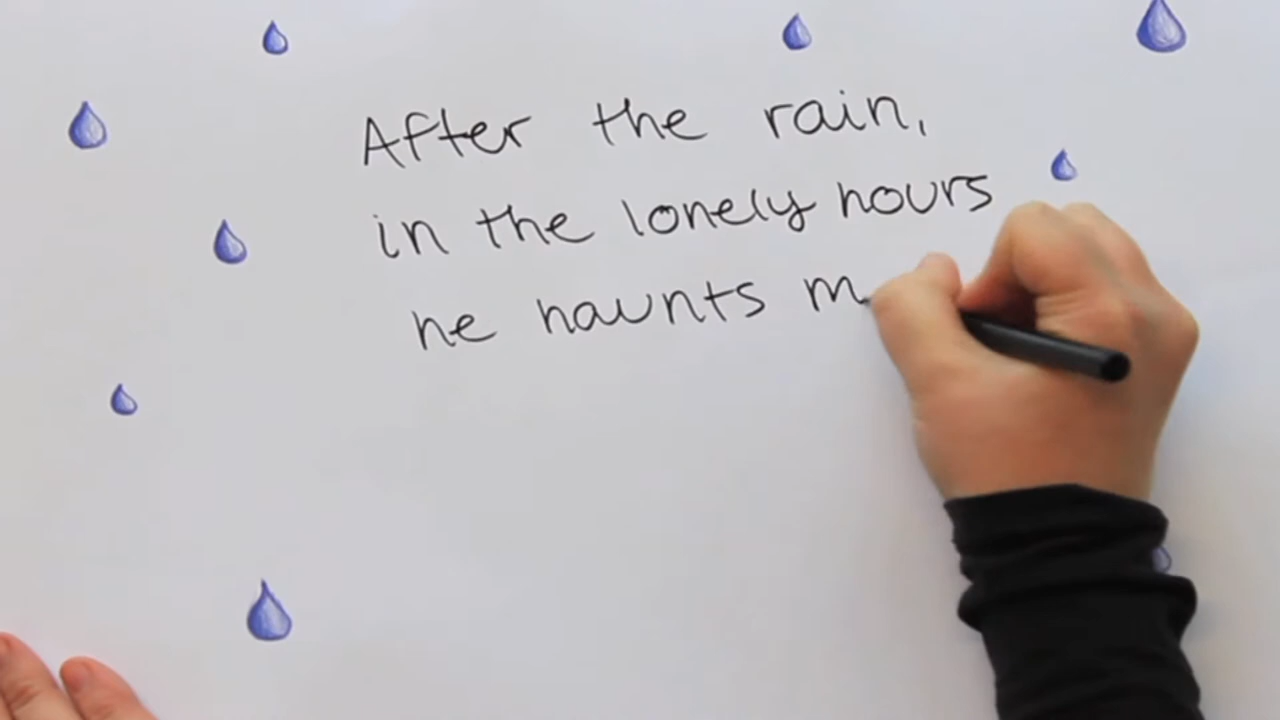 After the rain,
in the lonely hours
he haunts m